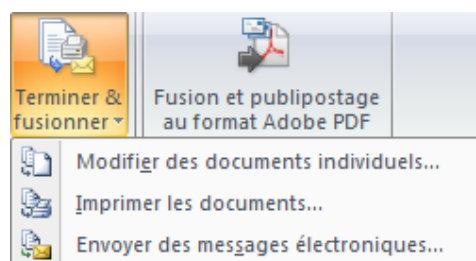 Terminer &
fusionner
Fusion et publipostage
au format Adobe PDF
Modifier des documents individuels...
Imprimer les documents...
Envoyer des messages électroniques...